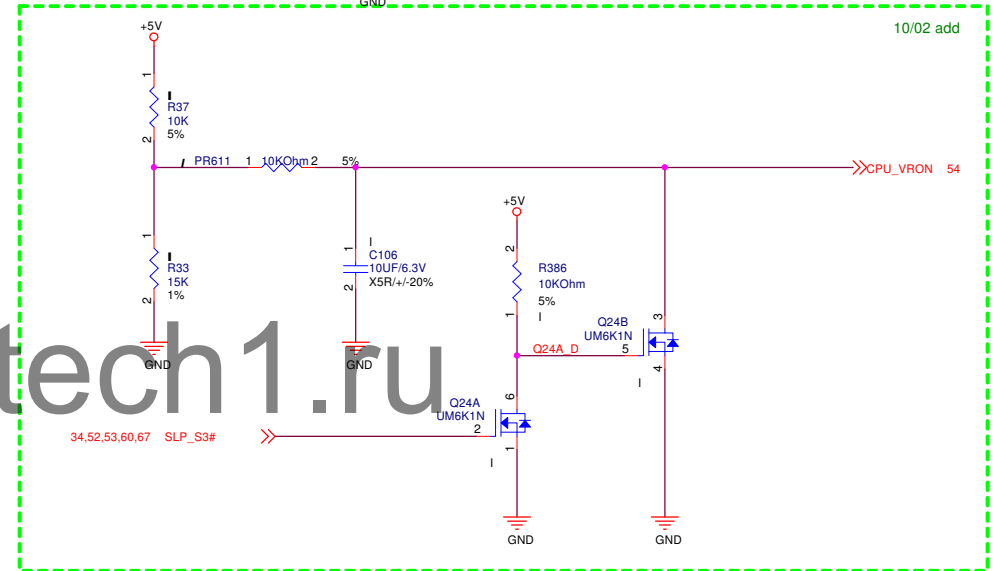 GND
10/02 add
+5V
1
I
R37
10K
5%
2
I
PR611 1 10KOhm 2 5%
CPU_VRON 54
+5V
1
I
R33
15K
1%
2
GND
1
I
C106
10UF/6.3V
X5R/+/-20%
2
GND
2
R386
10KOhm
5%
I
1
Q24B
UM6K1N
3
Q24A_D
5
4
I
tech1.ru
6
Q24A
UM6K1N
2
34,52,53,60,67 SLP_S3#
1
I
GND
GND